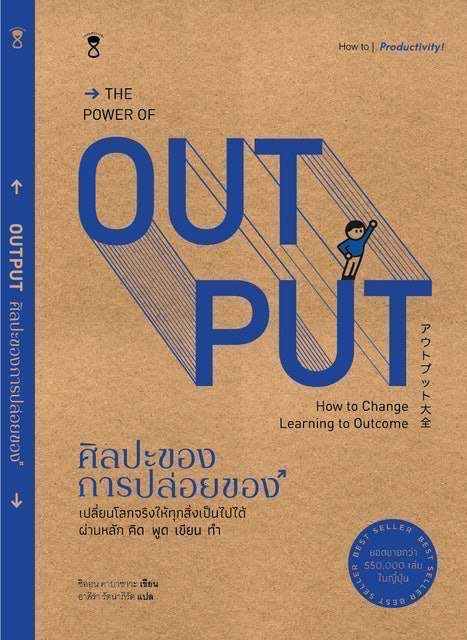 How to | Productivity!
→ THE
POWER OF
OUT
PUT
アウトプット大全
How to Change
Learning to Outcome
ศิลปะของ
การปล่อยของ
เปลี่ยนโลกจริงให้ทุกสิ่งเป็นไปได้
ผ่านหลัก คิด พูด เขียน ทำ
ชิออน คาบาซาวะ เขียน
อาคิรา รัตนาภิรัต แปล
BEST SELLER BEST SELLER BEST SELLER
ยอดขายกว่า
550,000 เล่ม
ในญี่ปุ่น
OUTPUT ศิลปะของการปล่อยของ